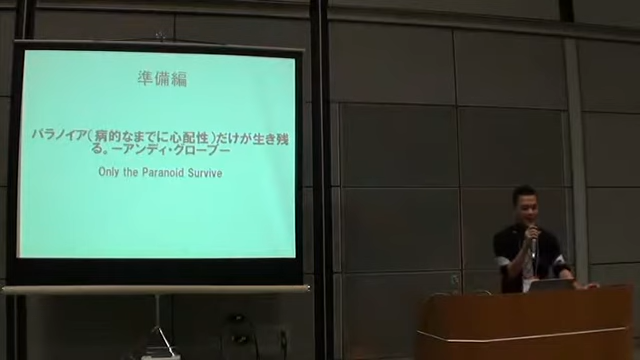 準備編
パラノイア(病的なまでに心配性)だけが生き残
る。ーアンディ・グローブー
Only the Paranoid Survive